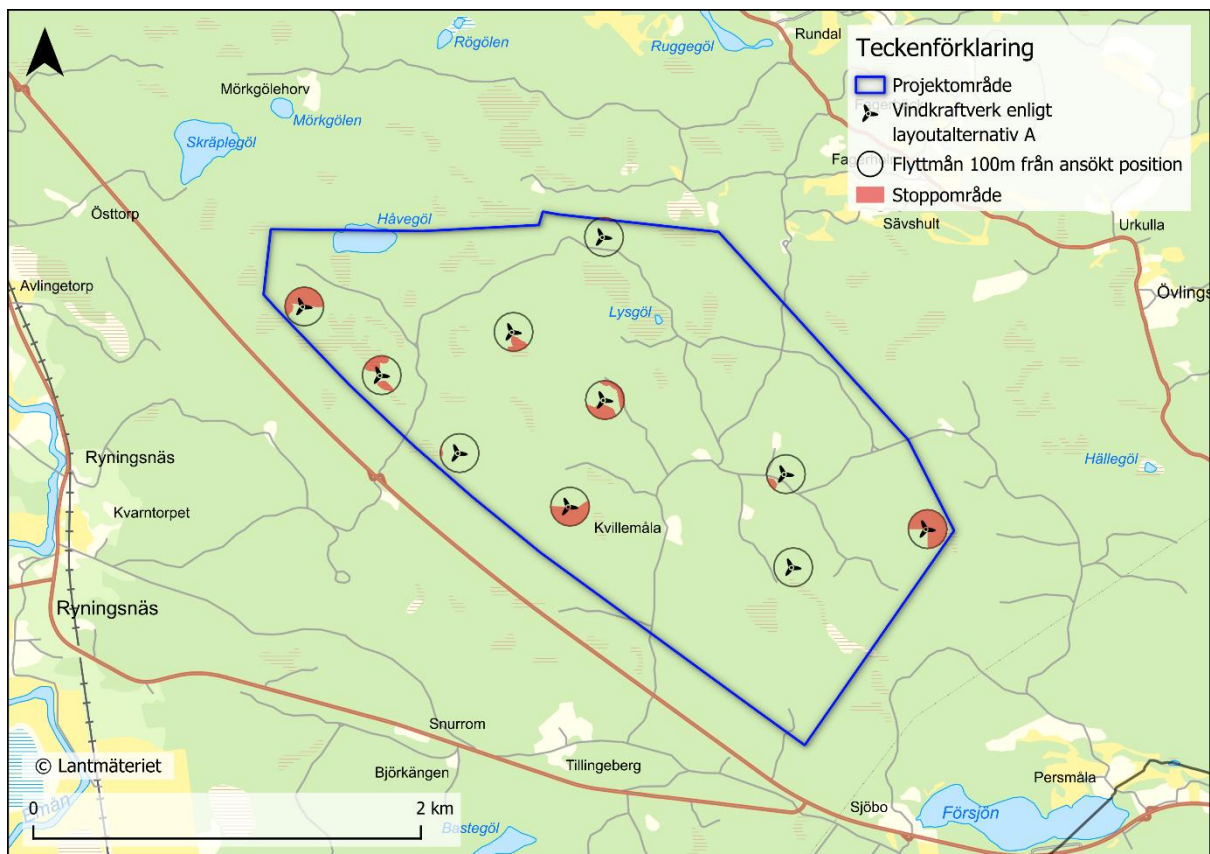 Teckenförklaring
Projektområde
Vindkraftverk enligt
layoutalternativ A
Flyttmån 100m från ansökt position
Stoppområde
Rögölen
Ruggegöl
Rundal
Mörkgölehorv
Mörkgölen
Skräplegöl
Östtorp
Håvegöl
Sävshult
Urkulla
Avlingetorp
Lysgöl
Ryningsnäs
Hällegöl
Kvarntorpet
Kvillemåla
Ryningsnäs
Snurrom
Björkängen
Tillingeberg
Persmåla
Sjöbo
Försjön
Bastegöl
© Lantmäteriet
0
2 km